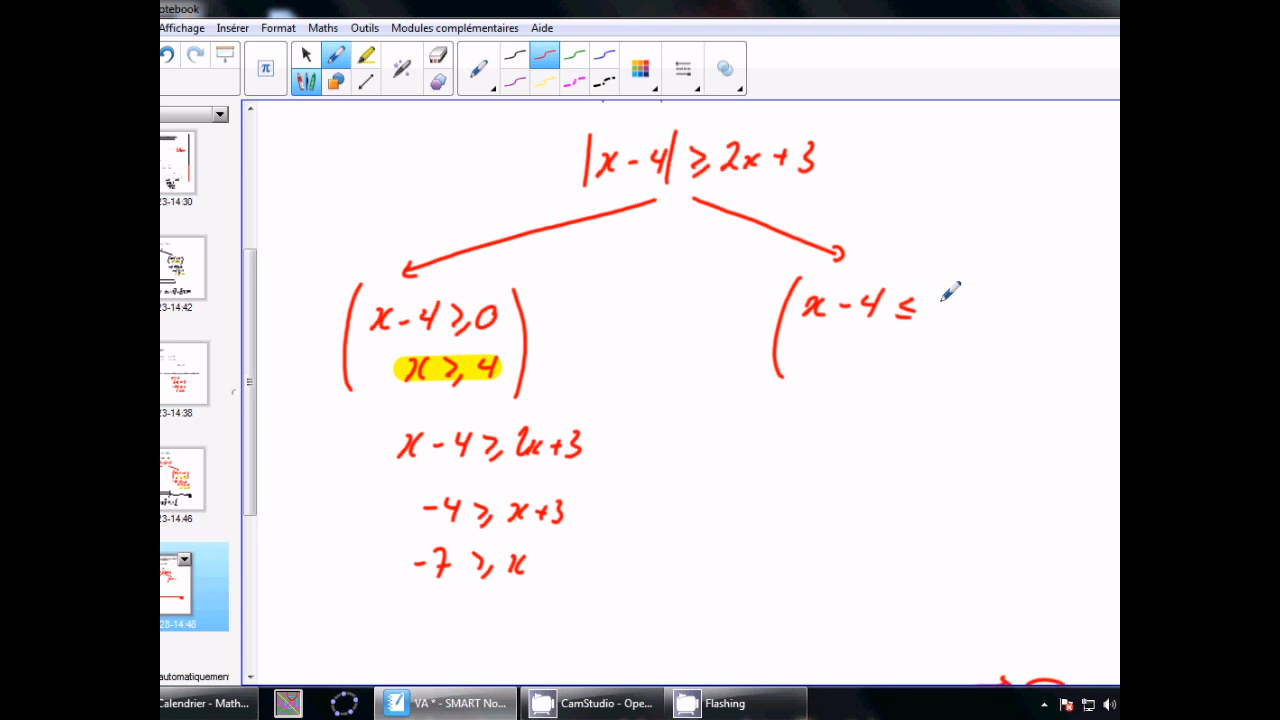 otebook
Affichage Insérer Format Maths Outils Modules complémentaires Aide
π
|x - 4| ≥ 2x + 3
x - 4 ≥ 0
x ≥ 4
x - 4 ≥ 2x + 3
-4 ≥ x + 3
-7 ≥ x
x - 4 ≤
23-14:30
23-14:42
23-14:38
23-14:46
28-14:48
automatiquemen
Calendrier - Math...
VA * - SMART No...
CamStudio - Ope...
Flashing